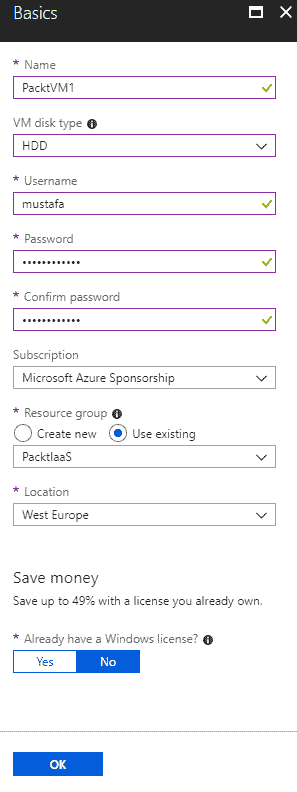 Basics
* Name
PacktVM1
VM disk type
HDD
* Username
mustafa
* Password
••••••••••••
* Confirm password
••••••••••••
Subscription
Microsoft Azure Sponsorship
* Resource group
Create new Use existing
PacktIaaS
* Location
West Europe
Save money
Save up to 49% with a license you already own.
* Already have a Windows license?
Yes No
OK